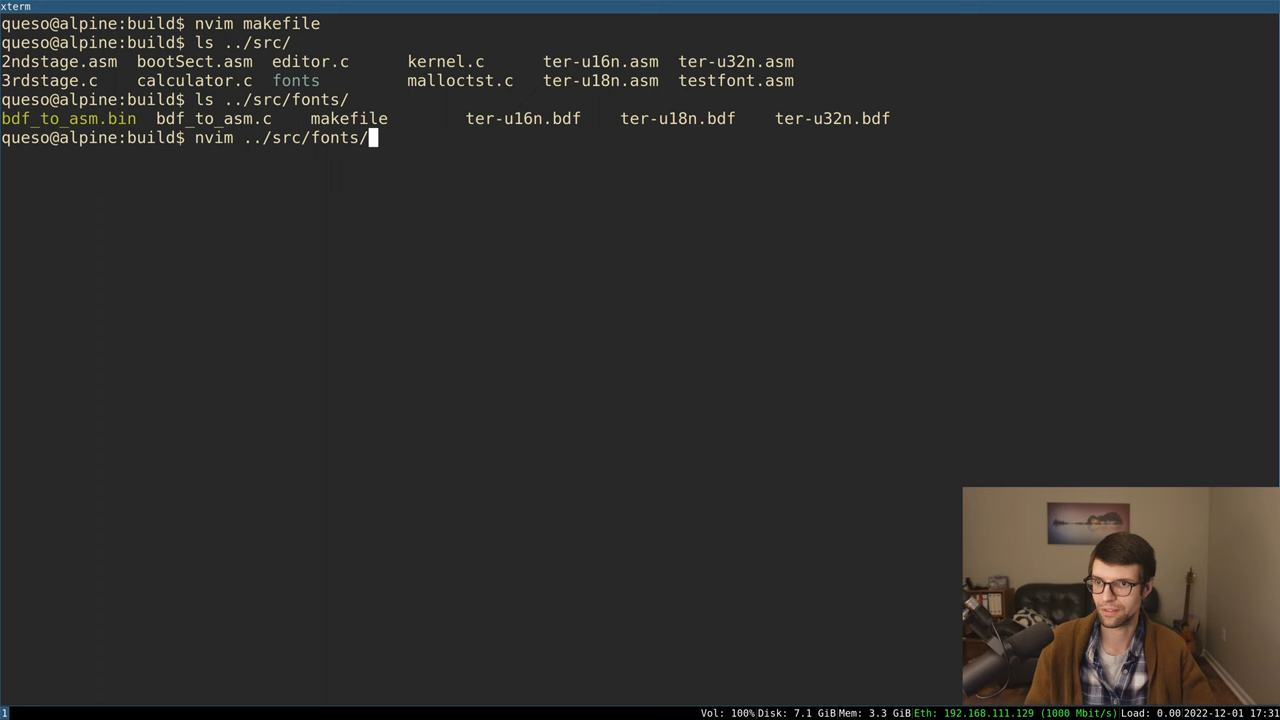 xterm
queso@alpine:build$ nvim makefile
queso@alpine:build$ ls ../src/
2ndstage.asm bootSect.asm editor.c kernel.c ter-u16n.asm ter-u32n.asm
3rdstage.c calculator.c fonts malloctst.c ter-u18n.asm testfont.asm
queso@alpine:build$ ls ../src/fonts/
bdf_to_asm.bin bdf_to_asm.c makefile ter-u16n.bdf ter-u18n.bdf ter-u32n.bdf
queso@alpine:build$ nvim ../src/fonts/
1 Vol: 100% Disk: 7.1 GiB Mem: 3.3 GiB Eth: 192.168.111.129 (1000 Mbit/s) Load: 0.00 2022-12-01 17:31